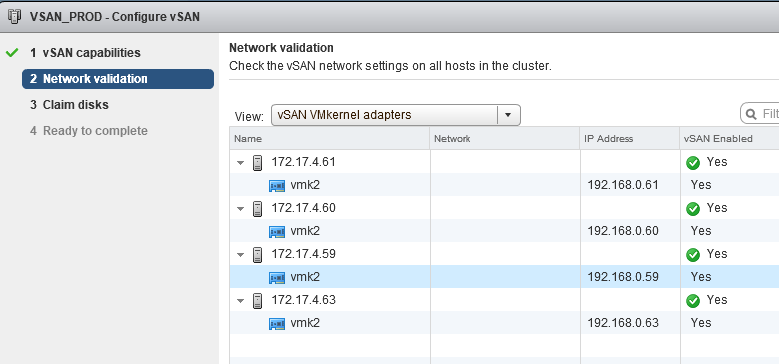 VSAN_PROD - Configure vSAN
1 vSAN capabilities
2 Network validation
3 Claim disks
4 Ready to complete
Network validation
Check the vSAN network settings on all hosts in the cluster.
View: vSAN VMkernel adapters
Name Network IP Address vSAN Enabled
172.17.4.61 Yes
vmk2 192.168.0.61 Yes
172.17.4.60 Yes
vmk2 192.168.0.60 Yes
172.17.4.59 Yes
vmk2 192.168.0.59 Yes
172.17.4.63 Yes
vmk2 192.168.0.63 Yes